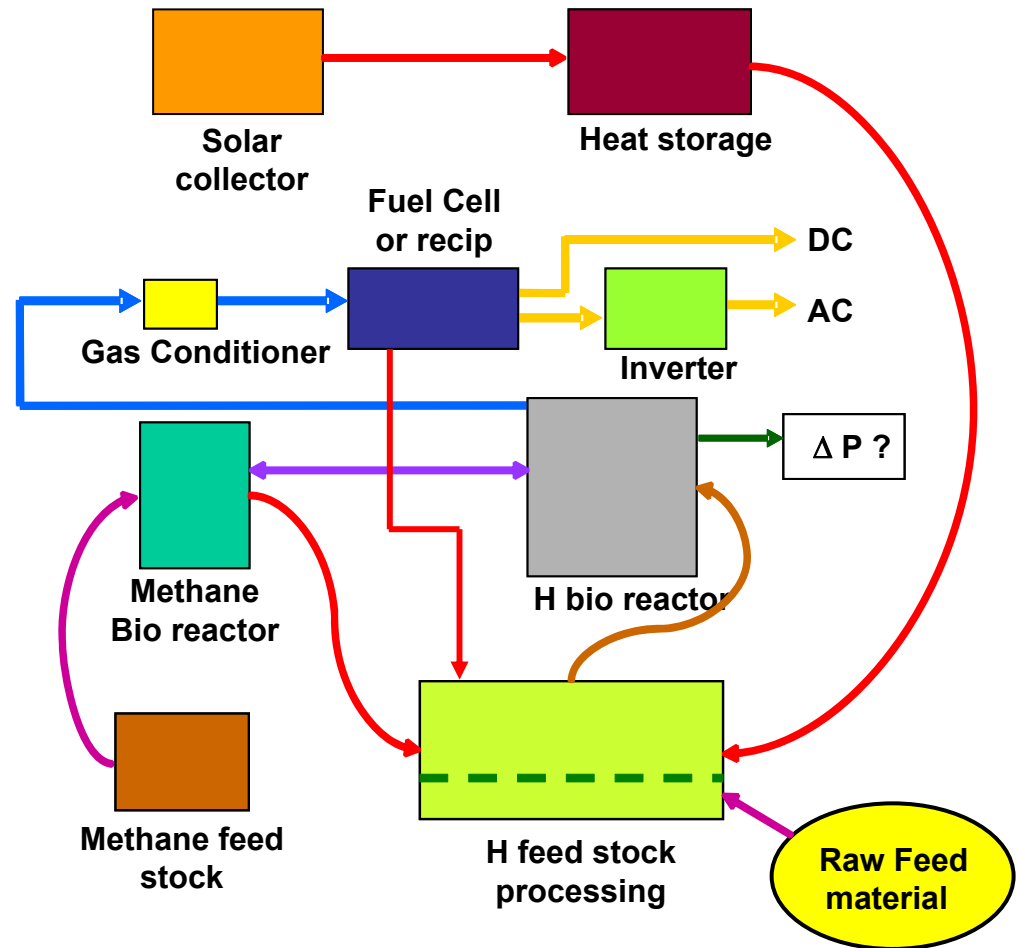 Solar
collector
Heat storage
Fuel Cell
or recip
DC
AC
Gas Conditioner
Inverter
Δ P ?
Methane
Bio reactor
H bio reactor
Methane feed
stock
H feed stock
processing
Raw Feed
material